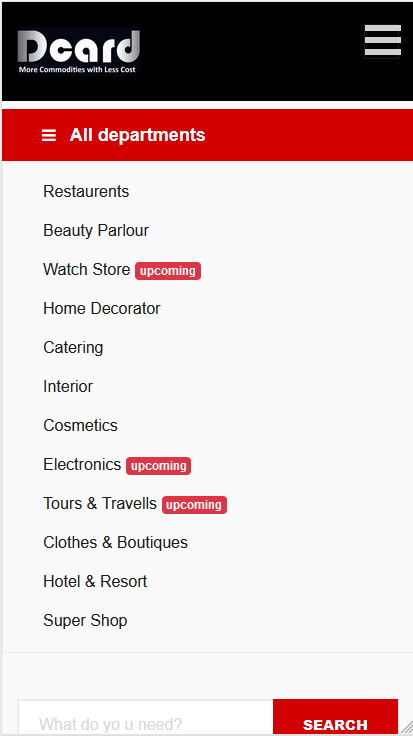 Dcard
More Commodities with Less Cost
All departments
Restaurents
Beauty Parlour
Watch Store upcoming
Home Decorator
Catering
Interior
Cosmetics
Electronics upcoming
Tours & Travells upcoming
Clothes & Boutiques
Hotel & Resort
Super Shop
What do yo u need? SEARCH